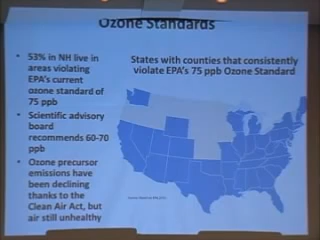 Ozone Standards
• 53% in NH live in
areas violating
EPA's current
ozone standard of
75 ppb
• Scientific advisory
board
recommends 60-70
ppb
• Ozone precursor
emissions have
been declining
thanks to the
Clean Air Act, but
air still unhealthy
States with counties that consistently
violate EPA's 75 ppb Ozone Standard